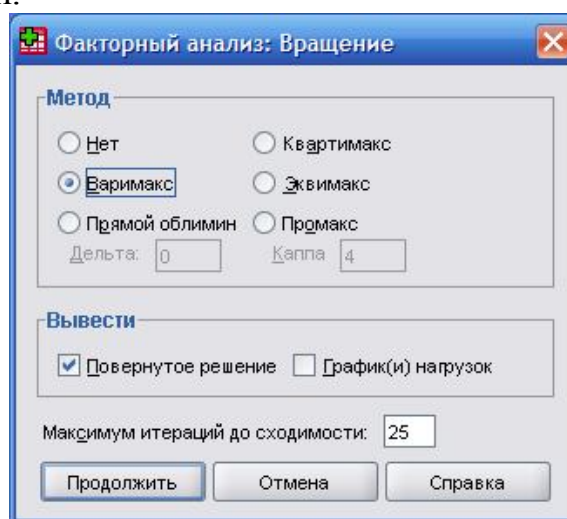 Факторный анализ: Вращение
Метод
Нет Квартимакс
Варимакс Эквимакс
Прямой облимин Промакс
Дельта: 0 Каппа 4
Вывести
Повернутое решение График(и) нагрузок
Максимум итераций до сходимости: 25
Продолжить Отмена Справка